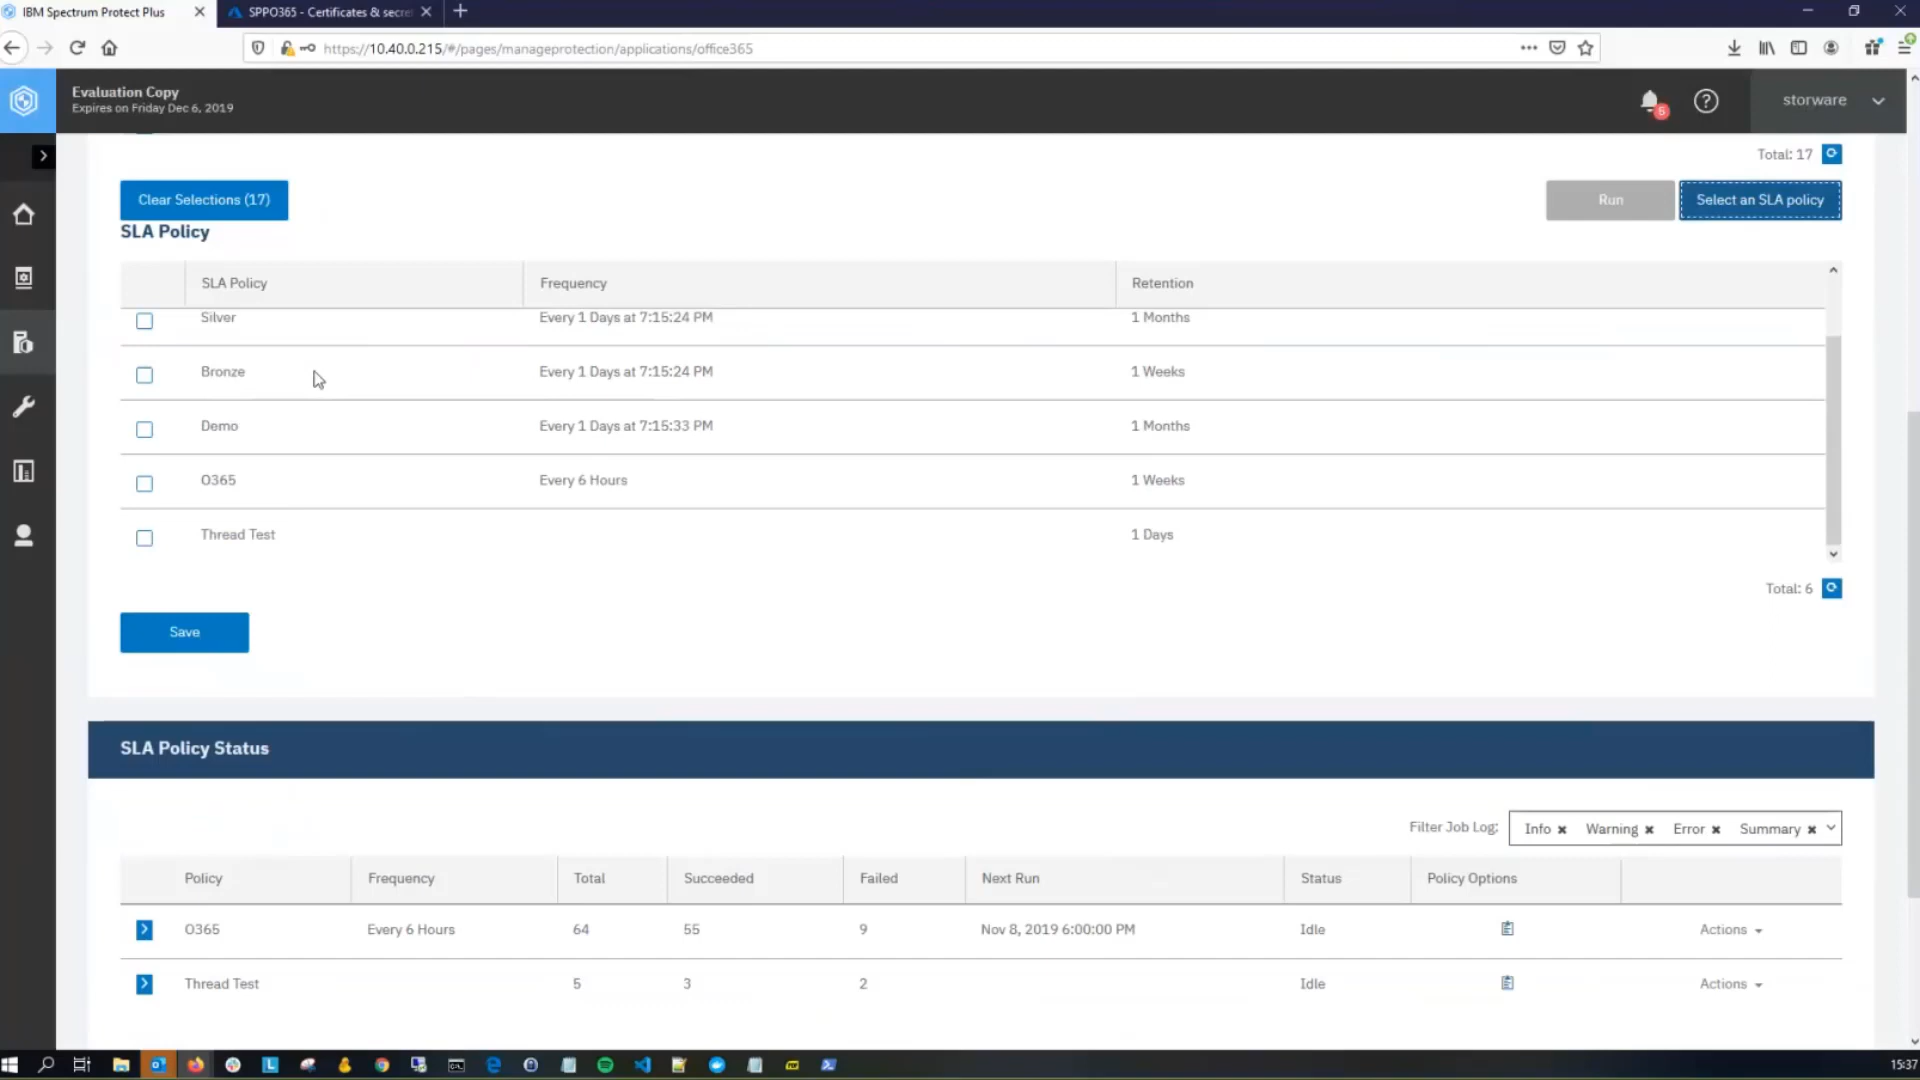 IBM Spectrum Protect Plus
SPPO365 - Certificates & secre
https://10.40.0.215/#/pages/manageprotection/applications/office365
Evaluation Copy
Expires on Friday Dec 6, 2019
6
storware
Total: 17
Clear Selections (17)
Run
Select an SLA policy
SLA Policy
SLA Policy Frequency Retention
Silver Every 1 Days at 7:15:24 PM 1 Months
Bronze Every 1 Days at 7:15:24 PM 1 Weeks
Demo Every 1 Days at 7:15:33 PM 1 Months
O365 Every 6 Hours 1 Weeks
Thread Test 1 Days
Total: 6
Save
SLA Policy Status
Filter Job Log: Info × Warning × Error × Summary ×
Policy Frequency Total Succeeded Failed Next Run Status Policy Options
O365 Every 6 Hours 64 55 9 Nov 8, 2019 6:00:00 PM Idle Actions
Thread Test 5 3 2 Idle Actions
15:37